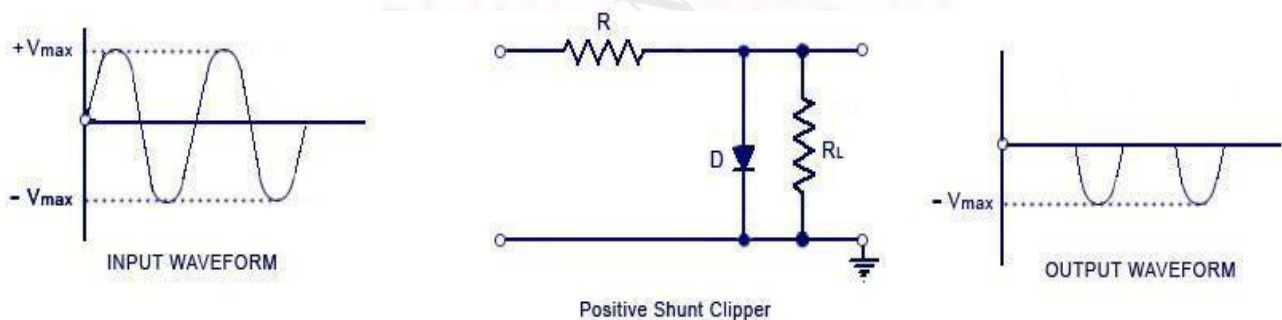 +Vmax
- Vmax
INPUT WAVEFORM
R
D
RL
Positive Shunt Clipper
- Vmax
OUTPUT WAVEFORM